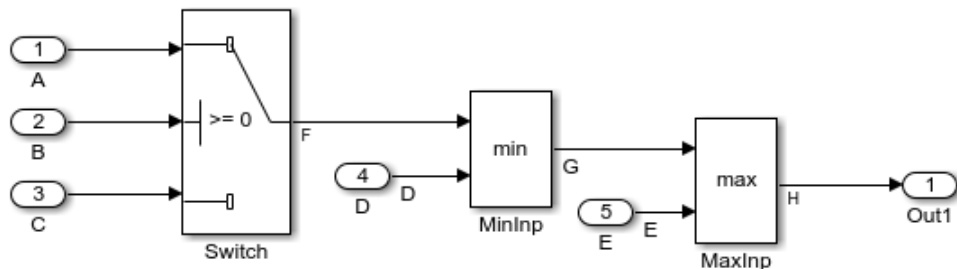 1
A
2
B
3
C
>= 0
Switch
F
4
D
D
min
MinInp
G
5
E
E
max
MaxInp
H
1
Out1